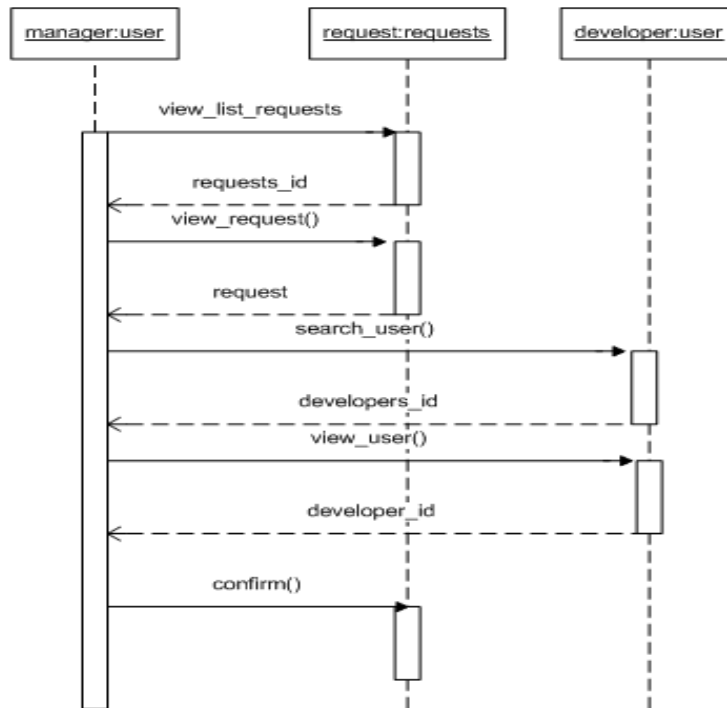 manager:user
request:requests
developer:user
view_list_requests
requests_id
view_request()
request
search_user()
developers_id
view_user()
developer_id
confirm()